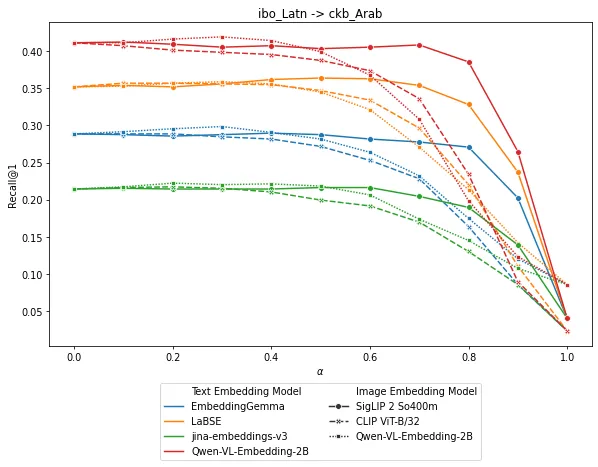 ibo_Latn -> ckb_Arab
Recall@1
0.40
0.35
0.30
0.25
0.20
0.15
0.10
0.05
0.0 0.2 0.4 0.6 0.8 1.0
α
Text Embedding Model
EmbeddingGemma
LaBSE
jina-embeddings-v3
Qwen-VL-Embedding-2B
Image Embedding Model
SigLIP 2 So400m
CLIP ViT-B/32
Qwen-VL-Embedding-2B